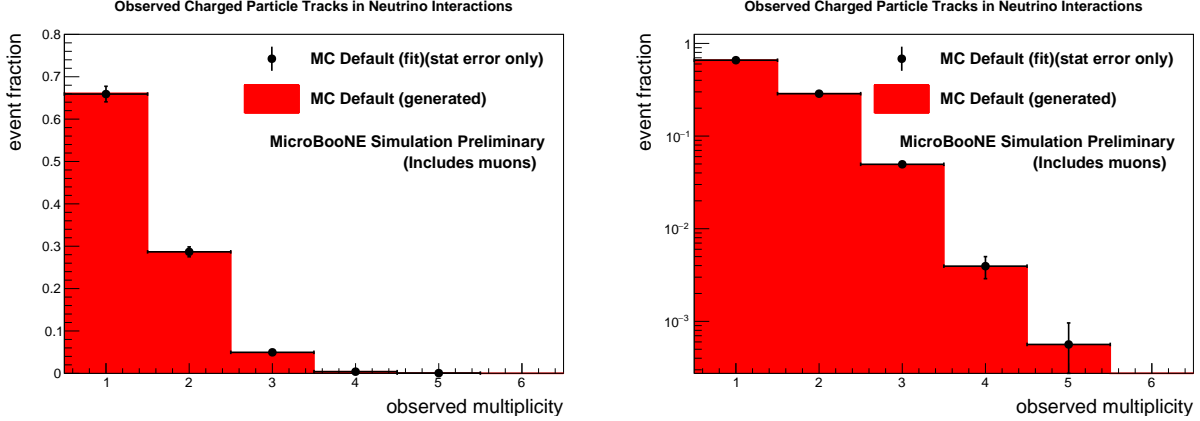 Observed Charged Particle Tracks in Neutrino Interactions
event fraction
0.8
0.7
0.6
0.5
0.4
0.3
0.2
0.1
0
MC Default (fit)(stat error only)
MC Default (generated)
MicroBooNE Simulation Preliminary
(Includes muons)
1 2 3 4 5 6
observed multiplicity
Observed Charged Particle Tracks in Neutrino Interactions
event fraction
1
10−1
10−2
10−3
MC Default (fit)(stat error only)
MC Default (generated)
MicroBooNE Simulation Preliminary
(Includes muons)
1 2 3 4 5 6
observed multiplicity